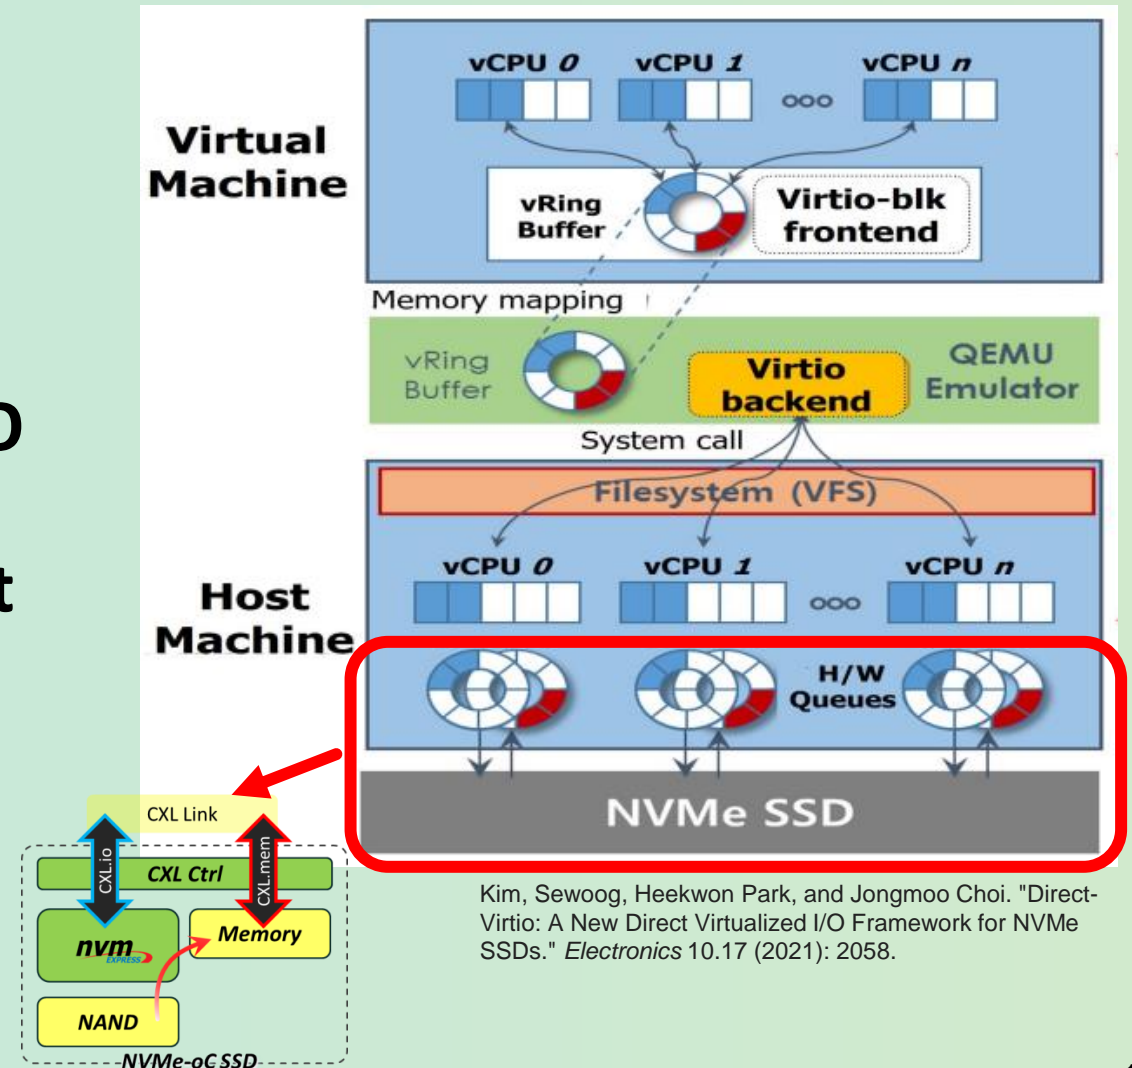 vCPU 0
vCPU 1
vCPU n
ooo
Virtual
Machine
vRing
Buffer
Virtio-blk
frontend
Memory mapping
vRing
Buffer
Virtio
backend
QEMU
Emulator
System call
Filesystem (VFS)
vCPU 0
vCPU 1
vCPU n
ooo
Host
Machine
H/W
Queues
NVMe SSD
CXL Link
CXL.io
CXL Ctrl
CXL.mem
nvm
EXPRESS
Memory
NAND
NVMe-oC SSD
Kim, Sewoog, Heekwon Park, and Jongmoo Choi. "Direct-
Virtio: A New Direct Virtualized I/O Framework for NVMe
SSDs." Electronics 10.17 (2021): 2058.